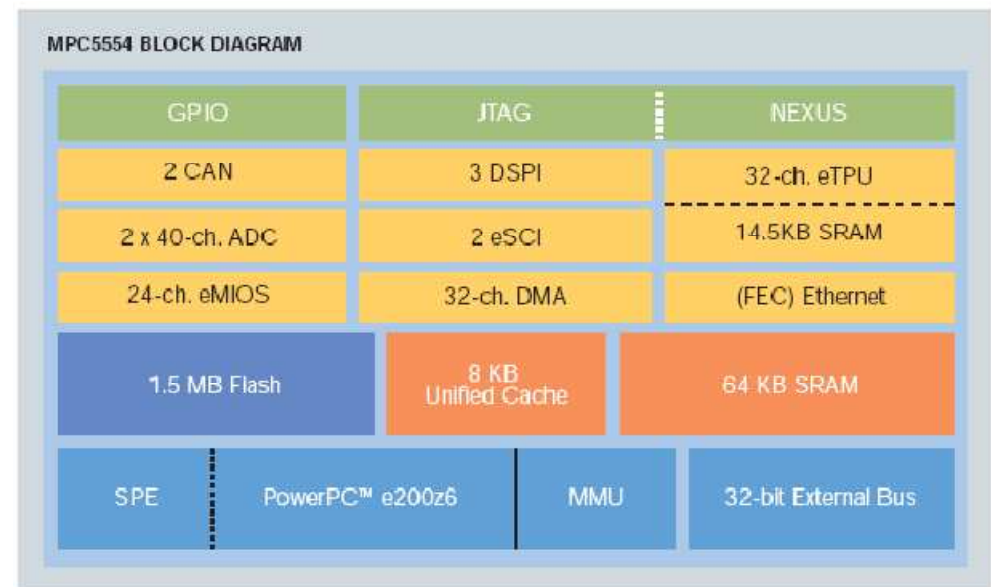 MPC5554 BLOCK DIAGRAM
GPIO
JTAG
NEXUS
2 CAN
3 DSPI
32-ch. eTPU
2 x 40-ch. ADC
2 eSCI
14.5KB SRAM
24-ch. eMIOS
32-ch. DMA
(FEC) Ethernet
1.5 MB Flash
8 KB
Unified Cache
64 KB SRAM
SPE
PowerPC™ e200z6
MMU
32-bit External Bus